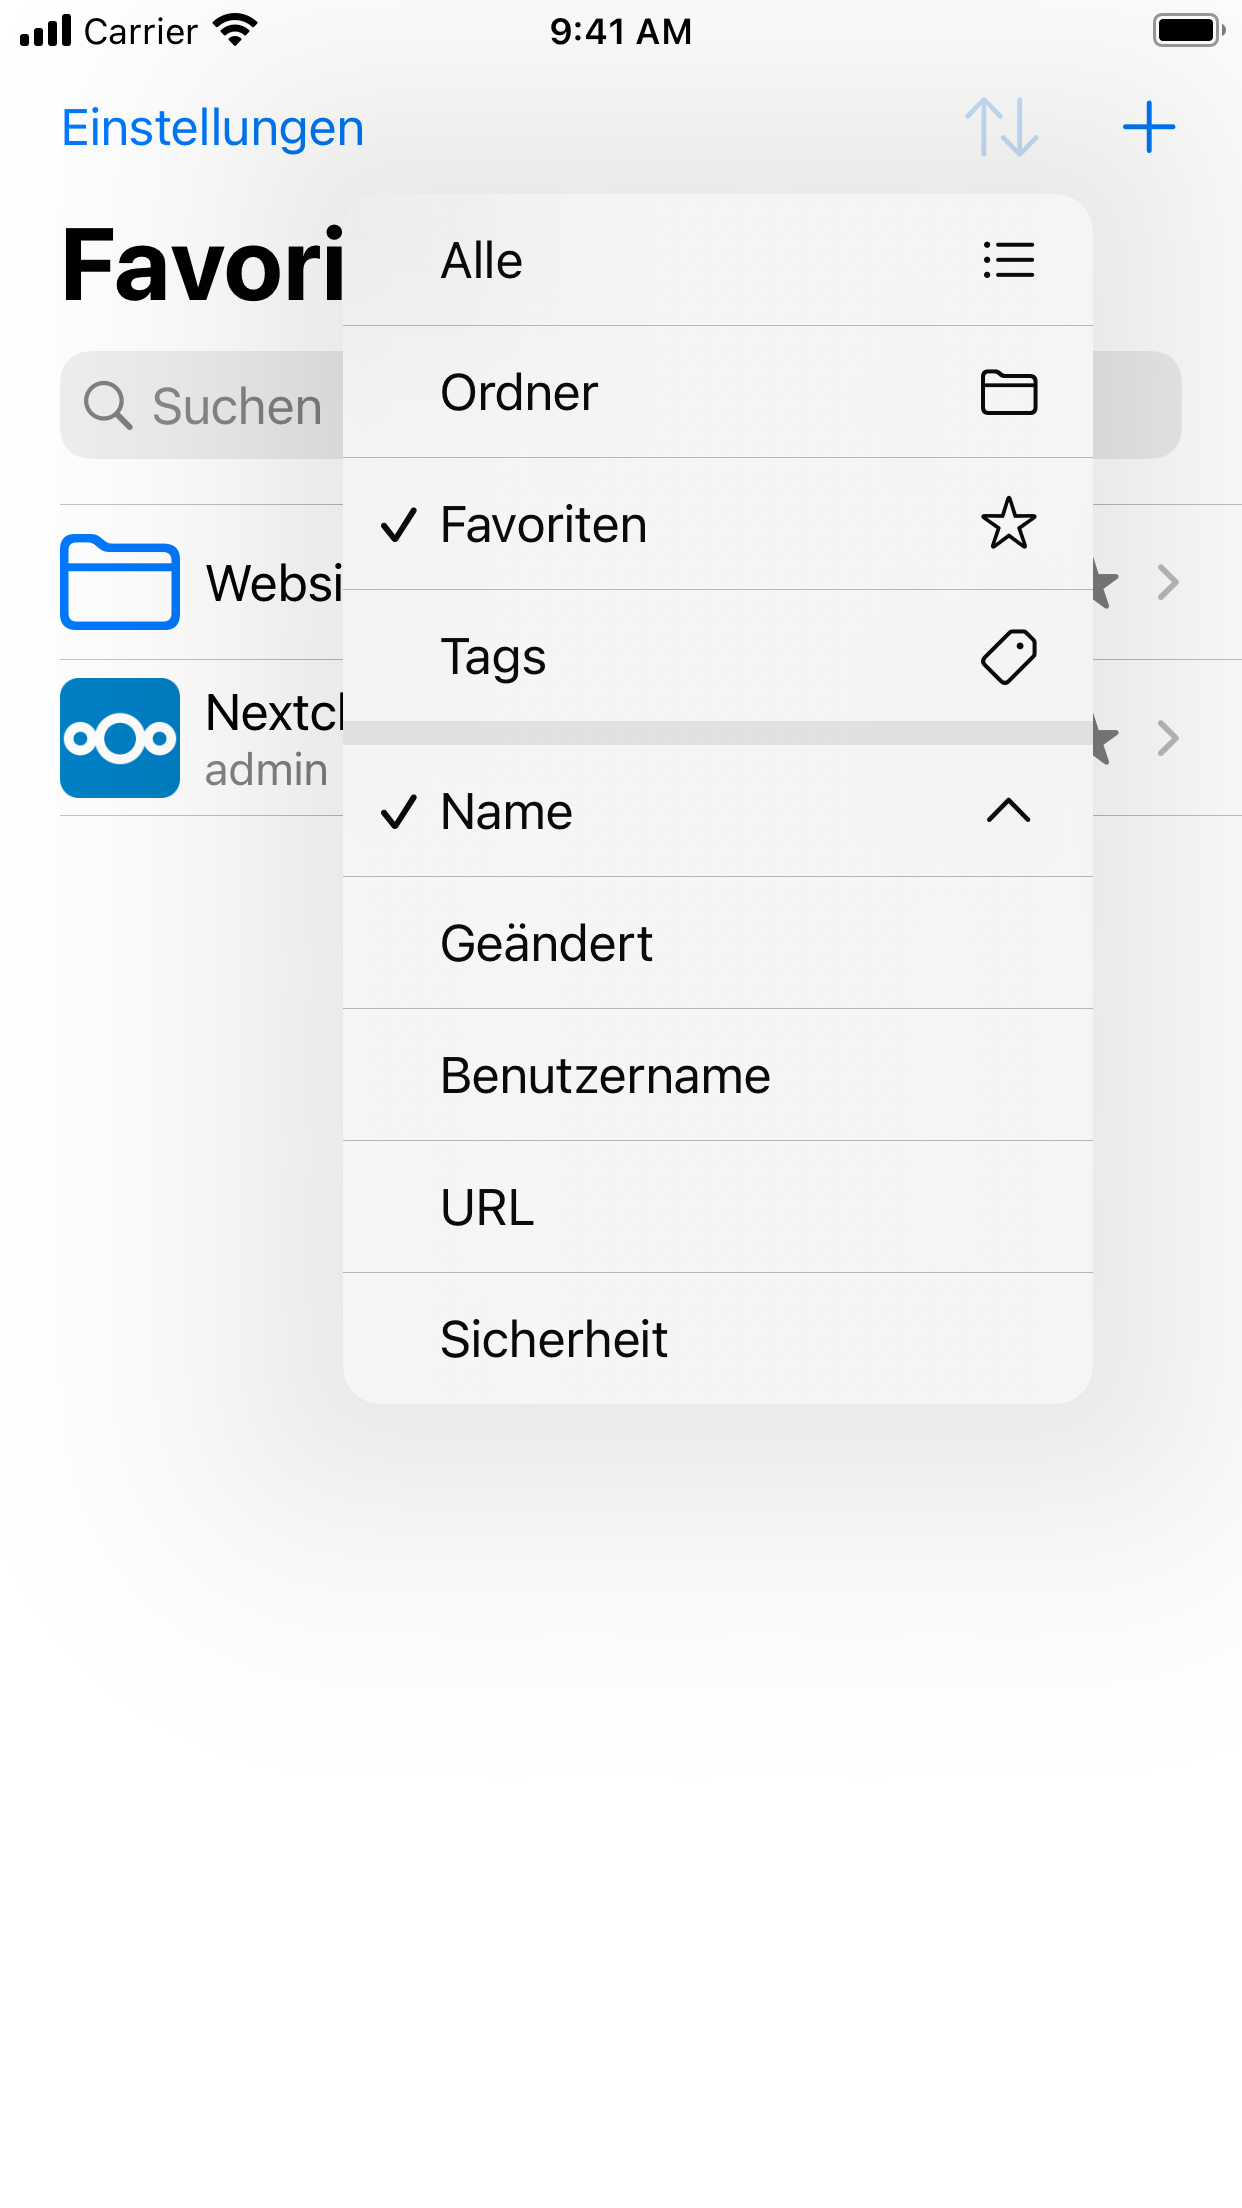 Carrier 9:41 AM
Einstellungen
Favori
Suchen
Websi
Nextcl
admin
Alle
Ordner
Favoriten
Tags
Name
Geändert
Benutzername
URL
Sicherheit